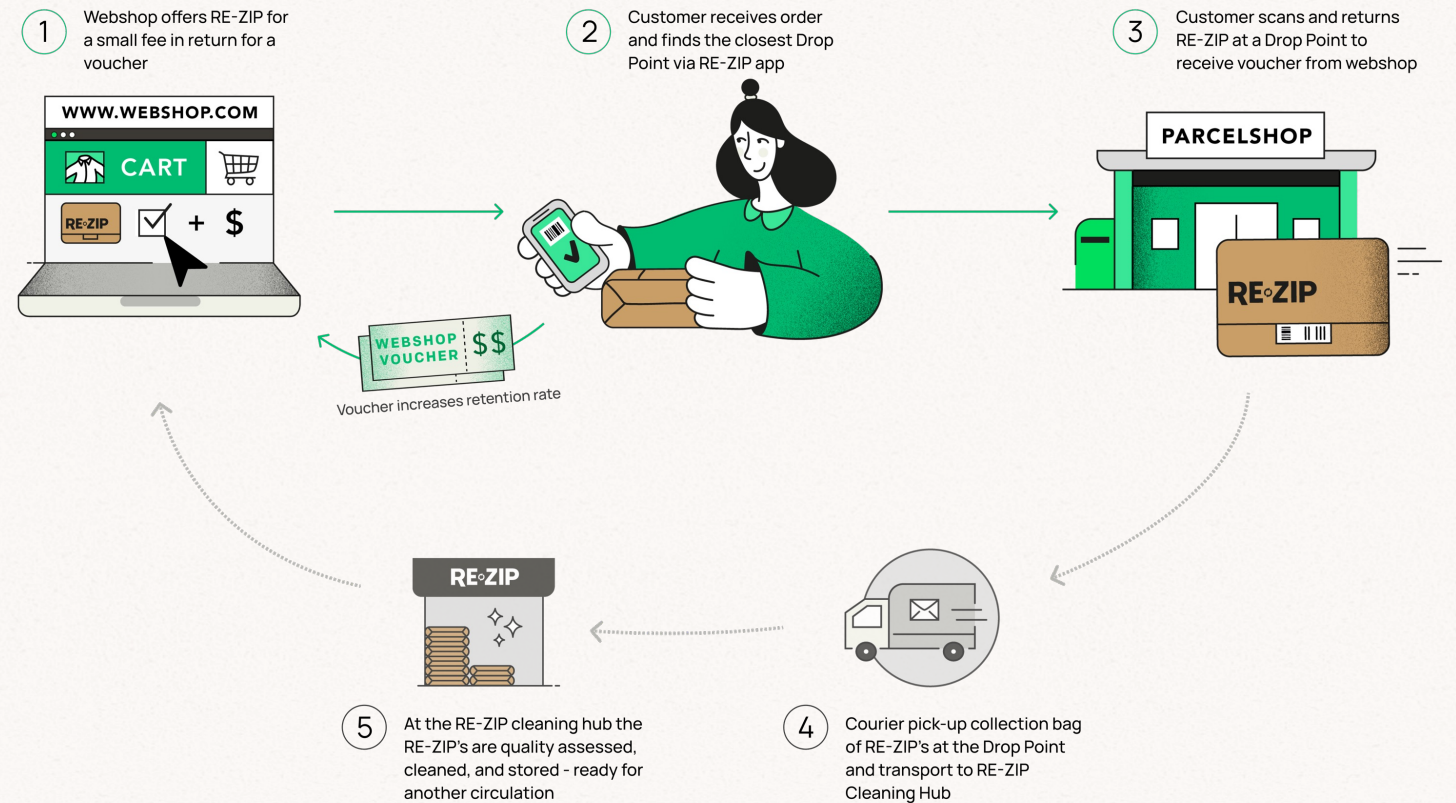 1
Webshop offers RE-ZIP for
a small fee in return for a
voucher
2
Customer receives order
and finds the closest Drop
Point via RE-ZIP app
3
Customer scans and returns
RE-ZIP at a Drop Point to
receive voucher from webshop
WWW.WEBSHOP.COM
CART
RE-ZIP + $
PARCELSHOP
RE-ZIP
WEBSHOP
VOUCHER
$$
Voucher increases retention rate
RE-ZIP
5
At the RE-ZIP cleaning hub the
RE-ZIP's are quality assessed,
cleaned, and stored - ready for
another circulation
4
Courier pick-up collection bag
of RE-ZIP's at the Drop Point
and transport to RE-ZIP
Cleaning Hub